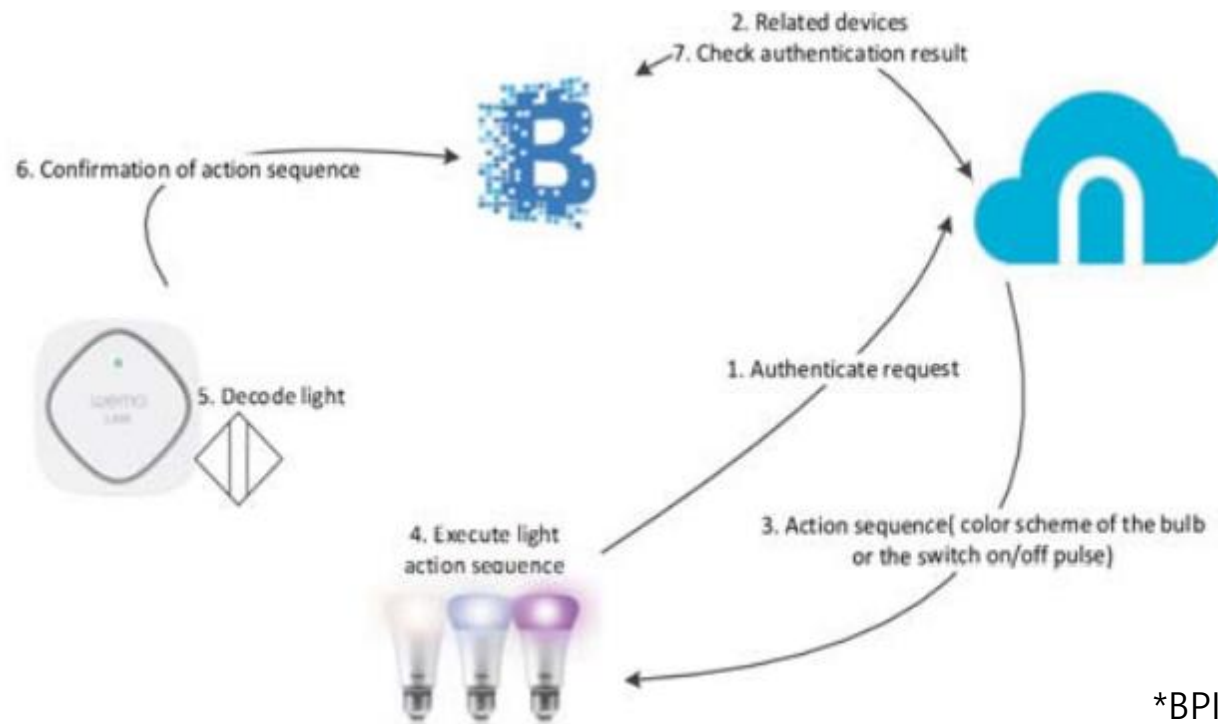 2. Related devices
7. Check authentication result
6. Confirmation of action sequence
1. Authenticate request
5. Decode light
3. Action sequence( color scheme of the bulb
or the switch on/off pulse)
4. Execute light
action sequence
*BPI